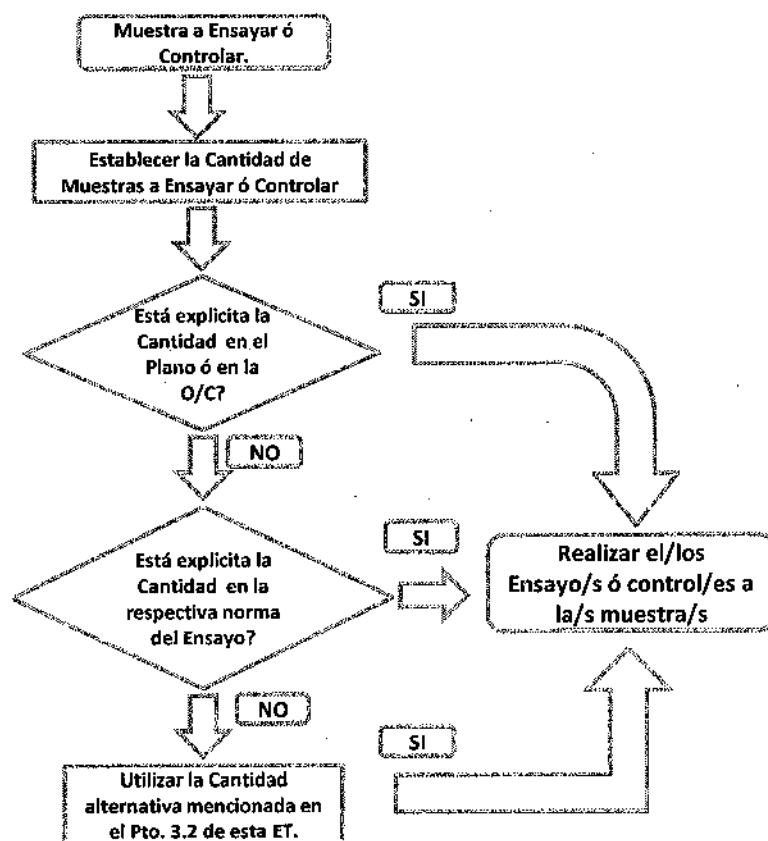 Muestra a Ensayar ó
Controlar.
Establecer la Cantidad de
Muestras a Ensayar ó Controlar
SI
Está explicita la
Cantidad en el
Plano ó en la
O/C?
NO
SI
Está explicita la
Cantidad en la
respectiva norma
del Ensayo?
Realizar el/los
Ensayo/s ó control/es a
la/s muestra/s
NO
SI
Utilizar la Cantidad
alternativa mencionada en
el Pto. 3.2 de esta ET.